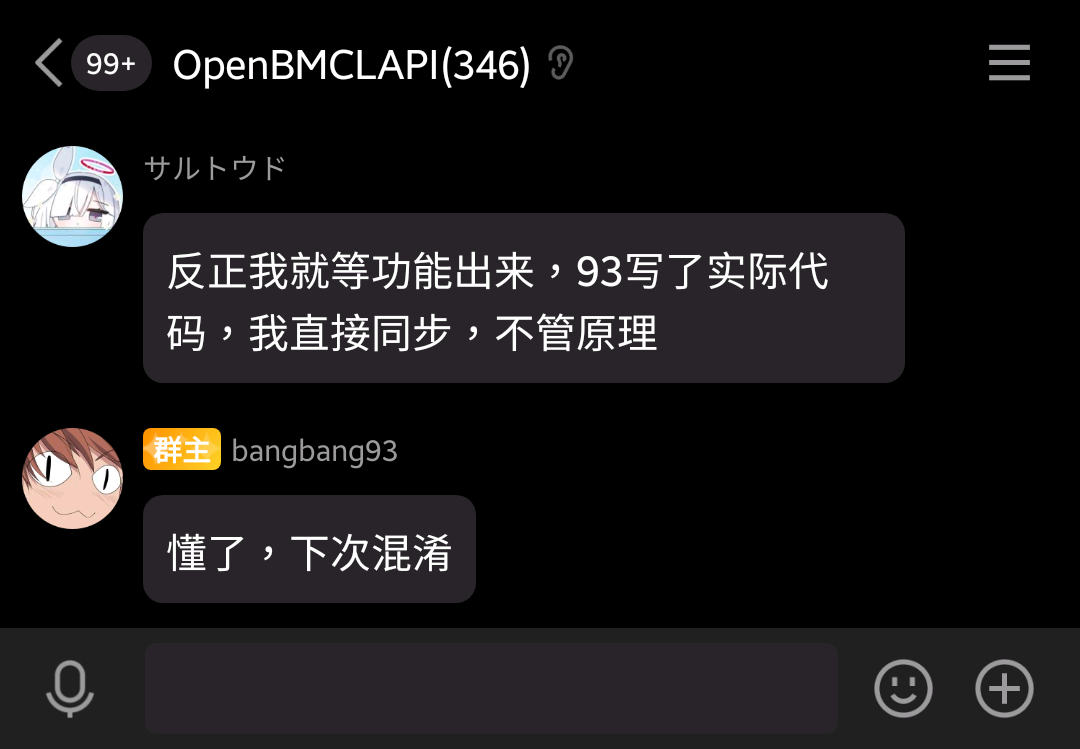 99+
OpenBMCLAPI(346)
サルトウド
反正我就等功能出来，93写了实际代
码，我直接同步，不管原理
群主 bangbang93
懂了，下次混淆